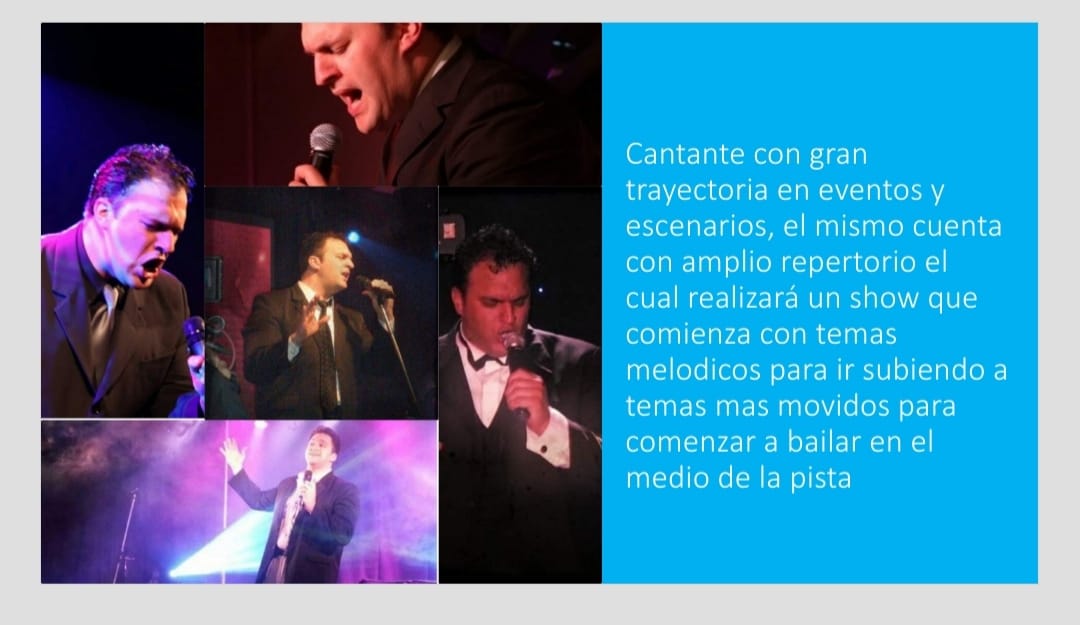 Cantante con gran
trayectoria en eventos y
escenarios, el mismo cuenta
con amplio repertorio el
cual realizará un show que
comienza con temas
melodicos para ir subiendo a
temas mas movidos para
comenzar a bailar en el
medio de la pista